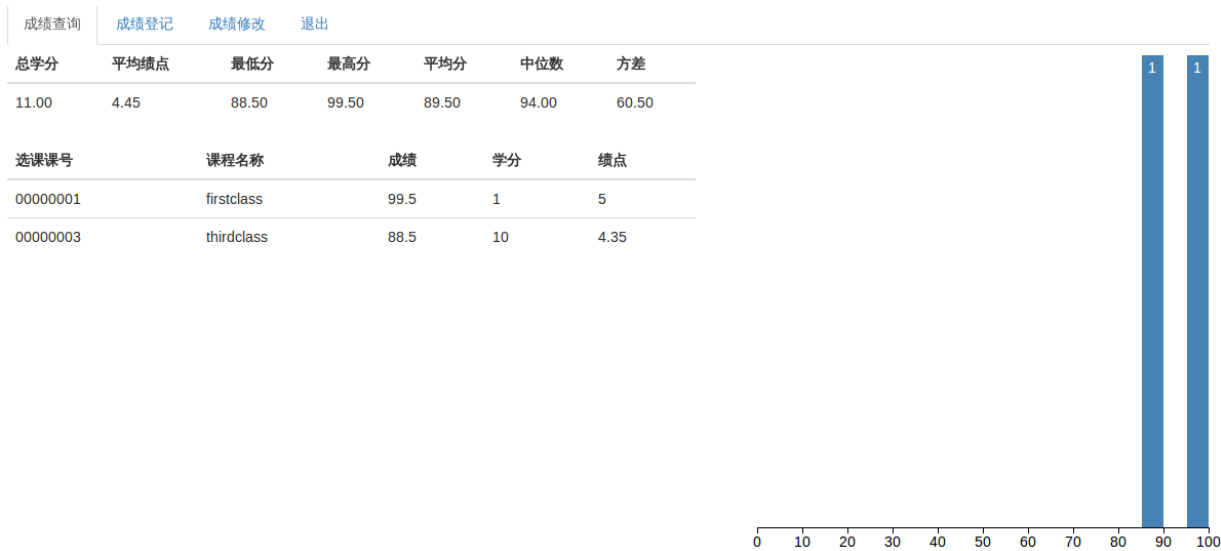 成绩查询 成绩登记 成绩修改 退出
总学分 平均绩点 最低分 最高分 平均分 中位数 方差
11.00 4.45 88.50 99.50 89.50 94.00 60.50
选课课号 课程名称 成绩 学分 绩点
00000001 firstclass 99.5 1 5
00000003 thirdclass 88.5 10 4.35
1 1
0 10 20 30 40 50 60 70 80 90 100